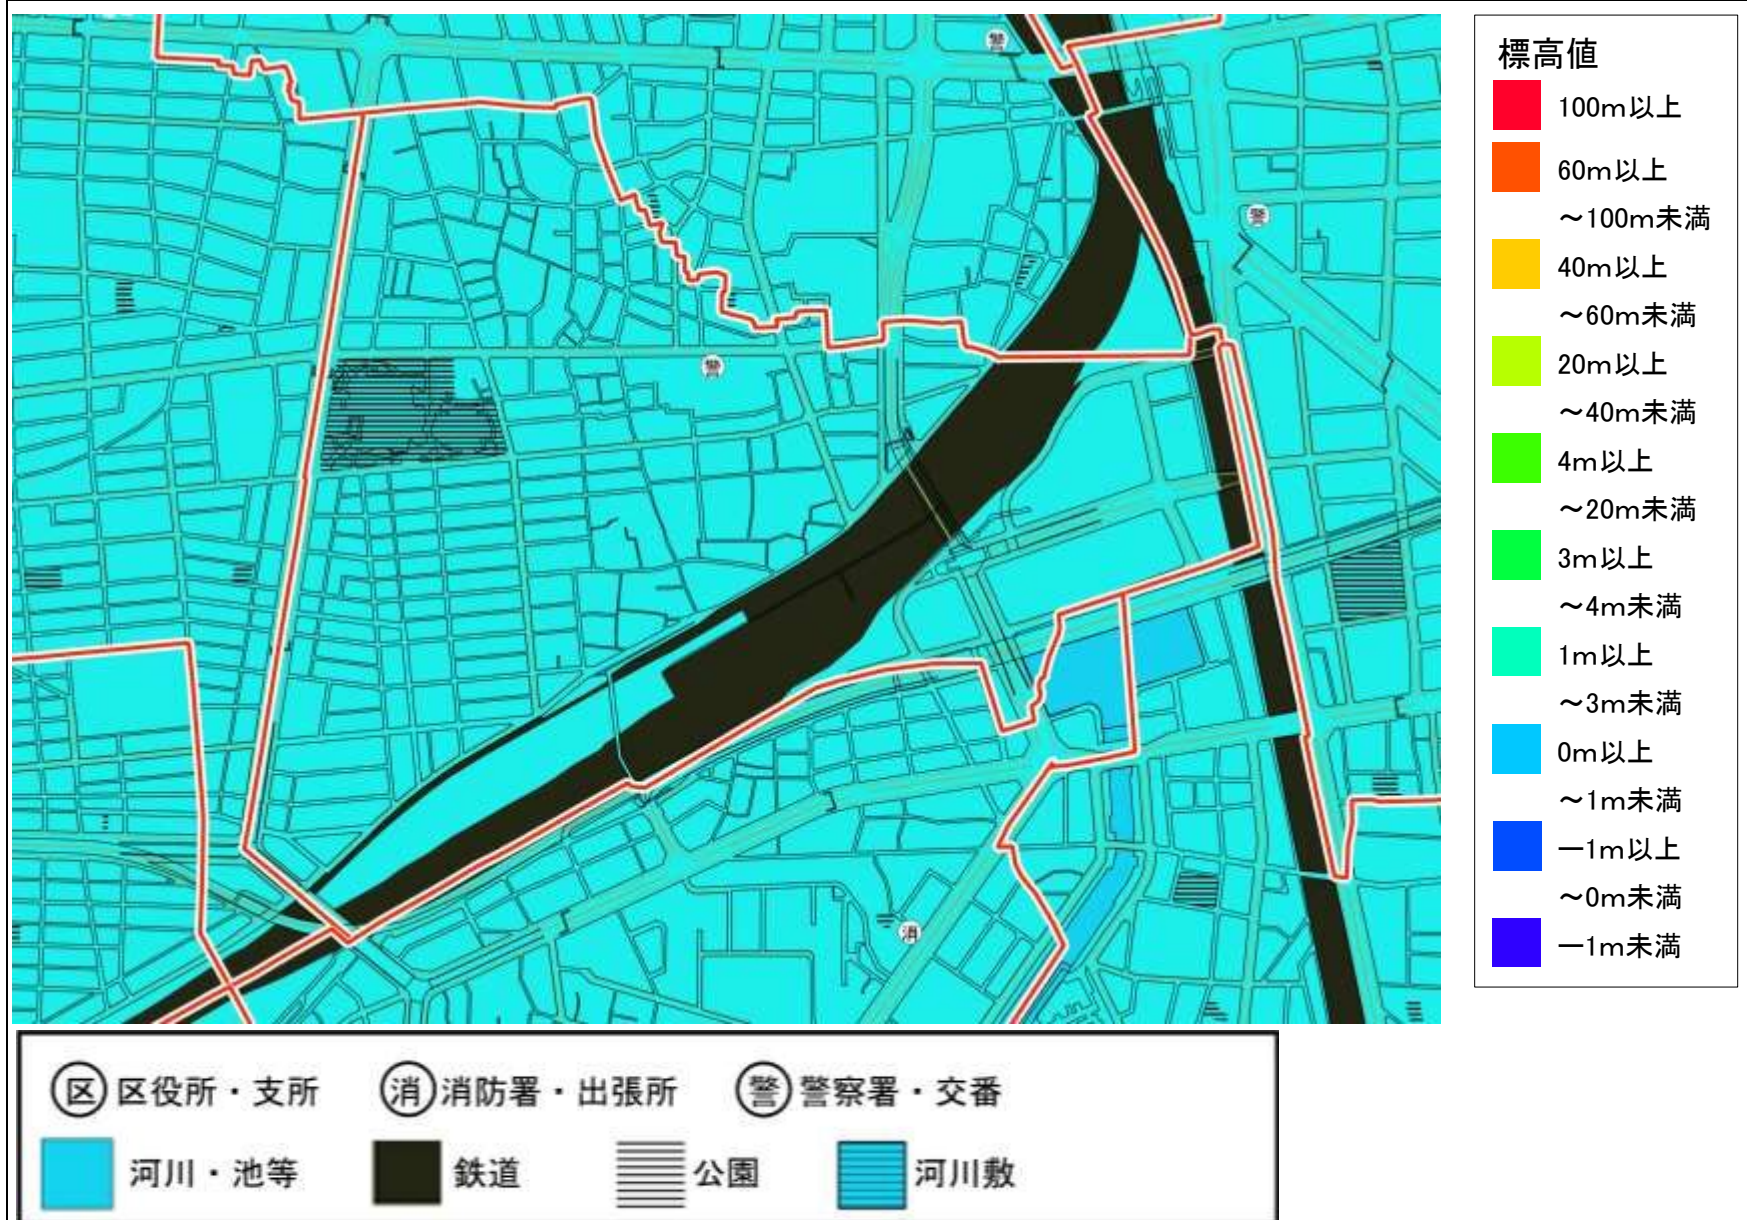 警
警
警
消
標高値
100m以上
60m以上
～100m未満
40m以上
～60m未満
20m以上
～40m未満
4m以上
～20m未満
3m以上
～4m未満
1m以上
～3m未満
0m以上
～1m未満
－1m以上
～0m未満
－1m未満
区 区役所・支所 消 消防署・出張所 警 警察署・交番
河川・池等 鉄道 公園 河川敷